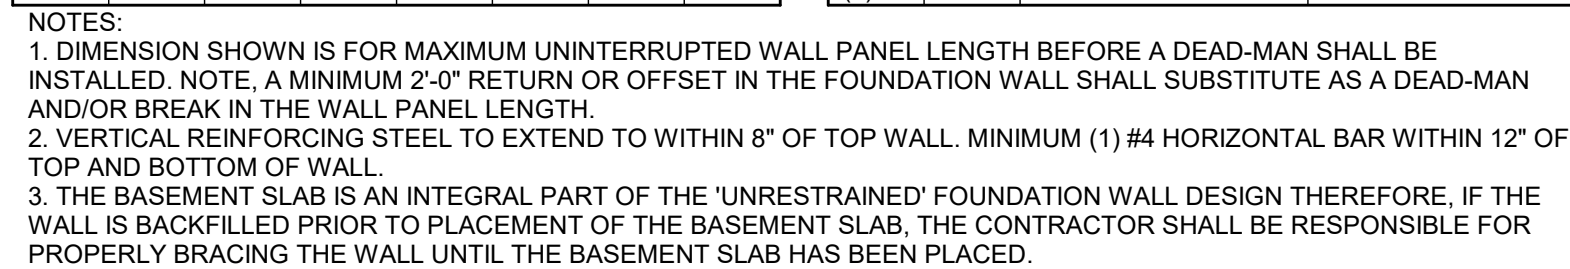 NOTES:
1. DIMENSION SHOWN IS FOR MAXIMUM UNINTERRUPTED WALL PANEL LENGTH BEFORE A DEAD-MAN SHALL BE
INSTALLED. NOTE, A MINIMUM 2'-0" RETURN OR OFFSET IN THE FOUNDATION WALL SHALL SUBSTITUTE AS A DEAD-MAN
AND/OR BREAK IN THE WALL PANEL LENGTH.
2. VERTICAL REINFORCING STEEL TO EXTEND TO WITHIN 8" OF TOP WALL. MINIMUM (1) #4 HORIZONTAL BAR WITHIN 12" OF
TOP AND BOTTOM OF WALL.
3. THE BASEMENT SLAB IS AN INTEGRAL PART OF THE 'UNRESTRAINED' FOUNDATION WALL DESIGN THEREFORE, IF THE
WALL IS BACKFILLED PRIOR TO PLACEMENT OF THE BASEMENT SLAB, THE CONTRACTOR SHALL BE RESPONSIBLE FOR
PROPERLY BRACING THE WALL UNTIL THE BASEMENT SLAB HAS BEEN PLACED.